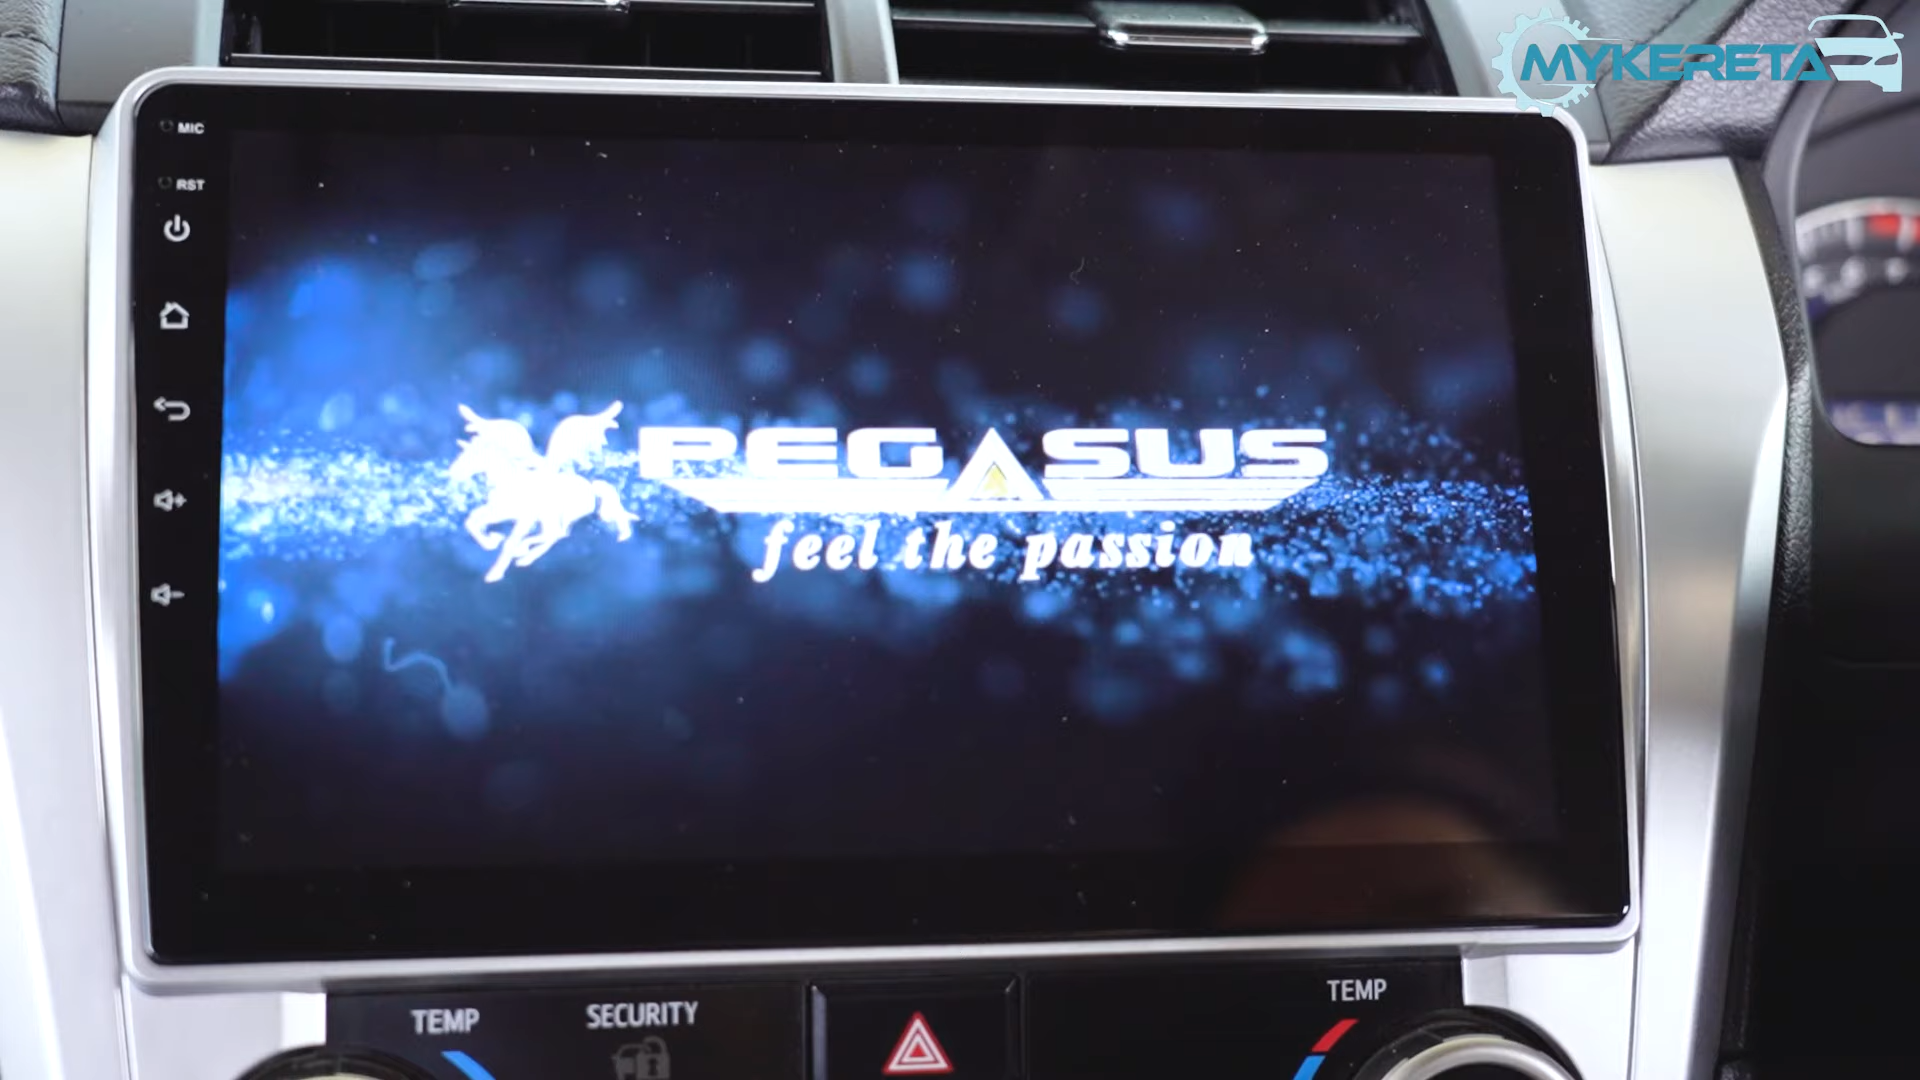 MYKERETA
MIC
RST
PEGASUS
feel the passion
TEMP
SECURITY
TEMP